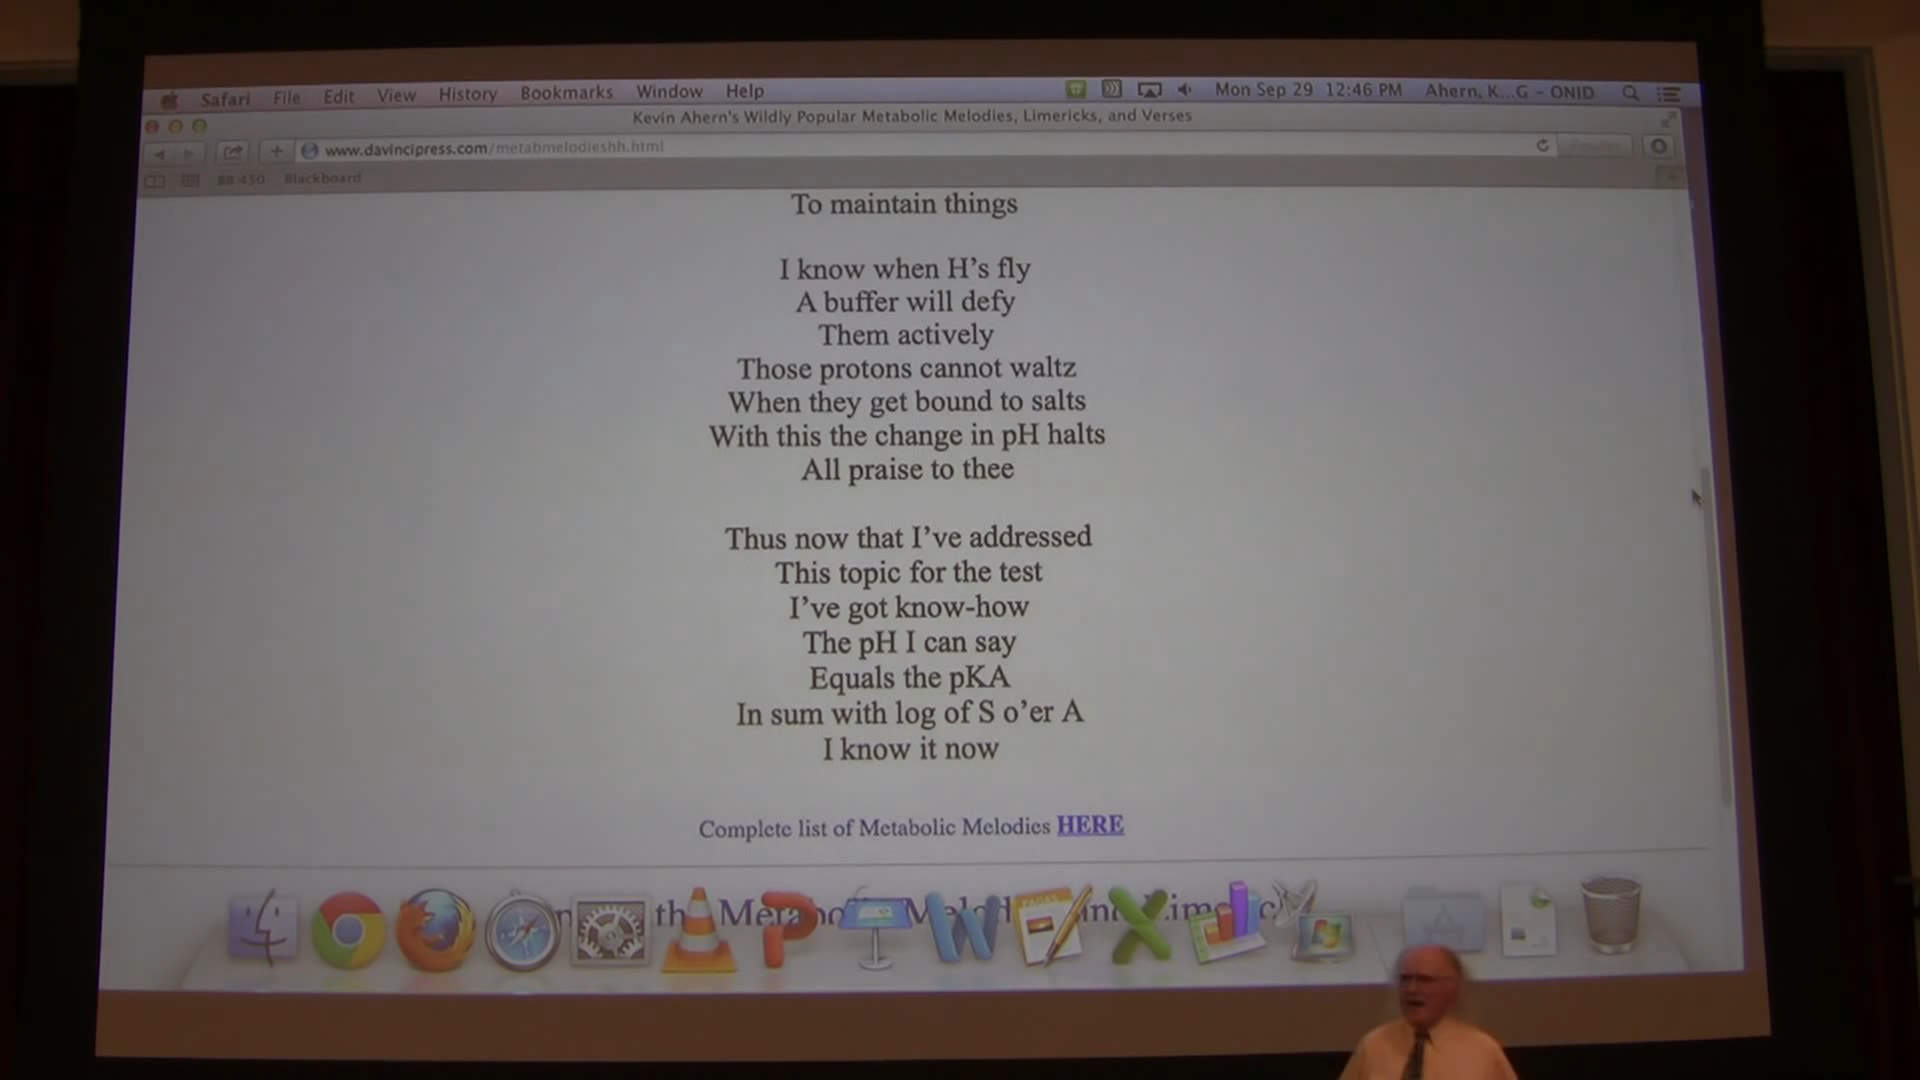 Safari File Edit View History Bookmarks Window Help Mon Sep 29 12:46 PM Ahern, K...G - ONID
Kevin Ahern's Wildly Popular Metabolic Melodies, Limericks, and Verses
www.davincipress.com/metabmelodieshh.html
BB 450 Blackboard
To maintain things
I know when H's fly
A buffer will defy
Them actively
Those protons cannot waltz
When they get bound to salts
With this the change in pH halts
All praise to thee
Thus now that I've addressed
This topic for the test
I've got know-how
The pH I can say
Equals the pKA
In sum with log of S o'er A
I know it now
Complete list of Metabolic Melodies HERE